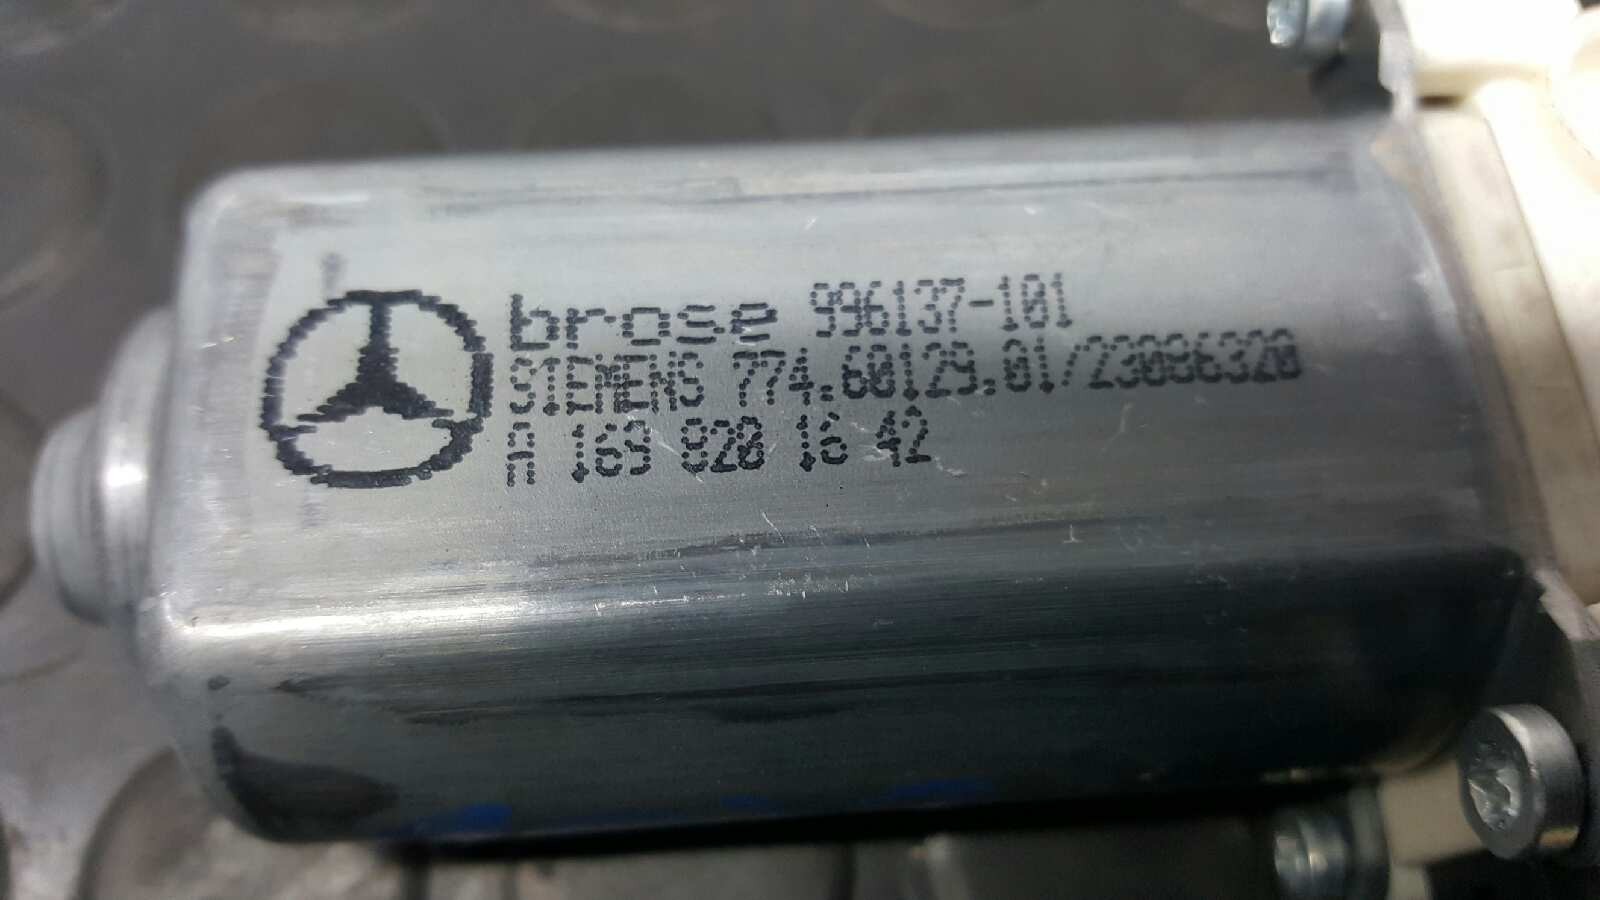 brose 996137-101
SIEMENS 774.60129.01/23086320
A 163 820 16 42